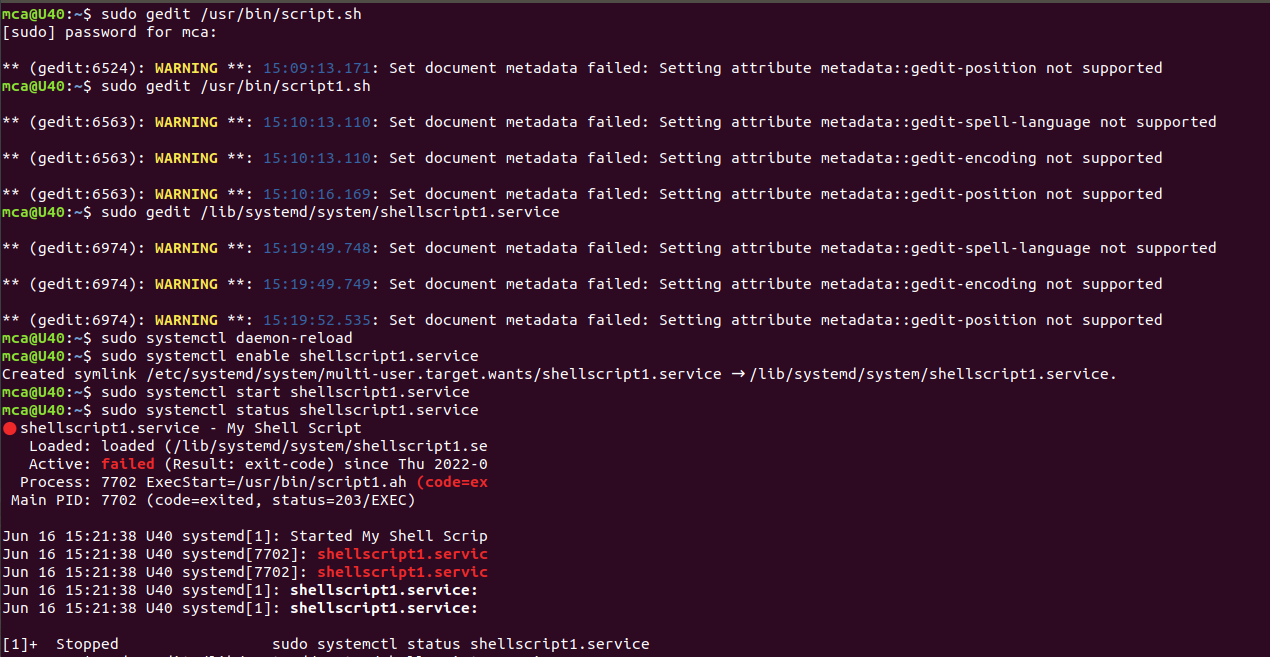 mca@U40:~$ sudo gedit /usr/bin/script.sh
[sudo] password for mca:
** (gedit:6524): WARNING **: 15:09:13.171: Set document metadata failed: Setting attribute metadata::gedit-position not supported
mca@U40:~$ sudo gedit /usr/bin/script1.sh
** (gedit:6563): WARNING **: 15:10:13.110: Set document metadata failed: Setting attribute metadata::gedit-spell-language not supported
** (gedit:6563): WARNING **: 15:10:13.110: Set document metadata failed: Setting attribute metadata::gedit-encoding not supported
** (gedit:6563): WARNING **: 15:10:16.169: Set document metadata failed: Setting attribute metadata::gedit-position not supported
mca@U40:~$ sudo gedit /lib/systemd/system/shellscript1.service
** (gedit:6974): WARNING **: 15:19:49.748: Set document metadata failed: Setting attribute metadata::gedit-spell-language not supported
** (gedit:6974): WARNING **: 15:19:49.749: Set document metadata failed: Setting attribute metadata::gedit-encoding not supported
** (gedit:6974): WARNING **: 15:19:52.535: Set document metadata failed: Setting attribute metadata::gedit-position not supported
mca@U40:~$ sudo systemctl daemon-reload
mca@U40:~$ sudo systemctl enable shellscript1.service
Created symlink /etc/systemd/system/multi-user.target.wants/shellscript1.service → /lib/systemd/system/shellscript1.service.
mca@U40:~$ sudo systemctl start shellscript1.service
mca@U40:~$ sudo systemctl status shellscript1.service
● shellscript1.service - My Shell Script
Loaded: loaded (/lib/systemd/system/shellscript1.se
Active: failed (Result: exit-code) since Thu 2022-0
Process: 7702 ExecStart=/usr/bin/script1.ah (code=ex
Main PID: 7702 (code=exited, status=203/EXEC)
Jun 16 15:21:38 U40 systemd[1]: Started My Shell Scrip
Jun 16 15:21:38 U40 systemd[7702]: shellscript1.servic
Jun 16 15:21:38 U40 systemd[7702]: shellscript1.servic
Jun 16 15:21:38 U40 systemd[1]: shellscript1.service:
Jun 16 15:21:38 U40 systemd[1]: shellscript1.service:
[1]+ Stopped sudo systemctl status shellscript1.service